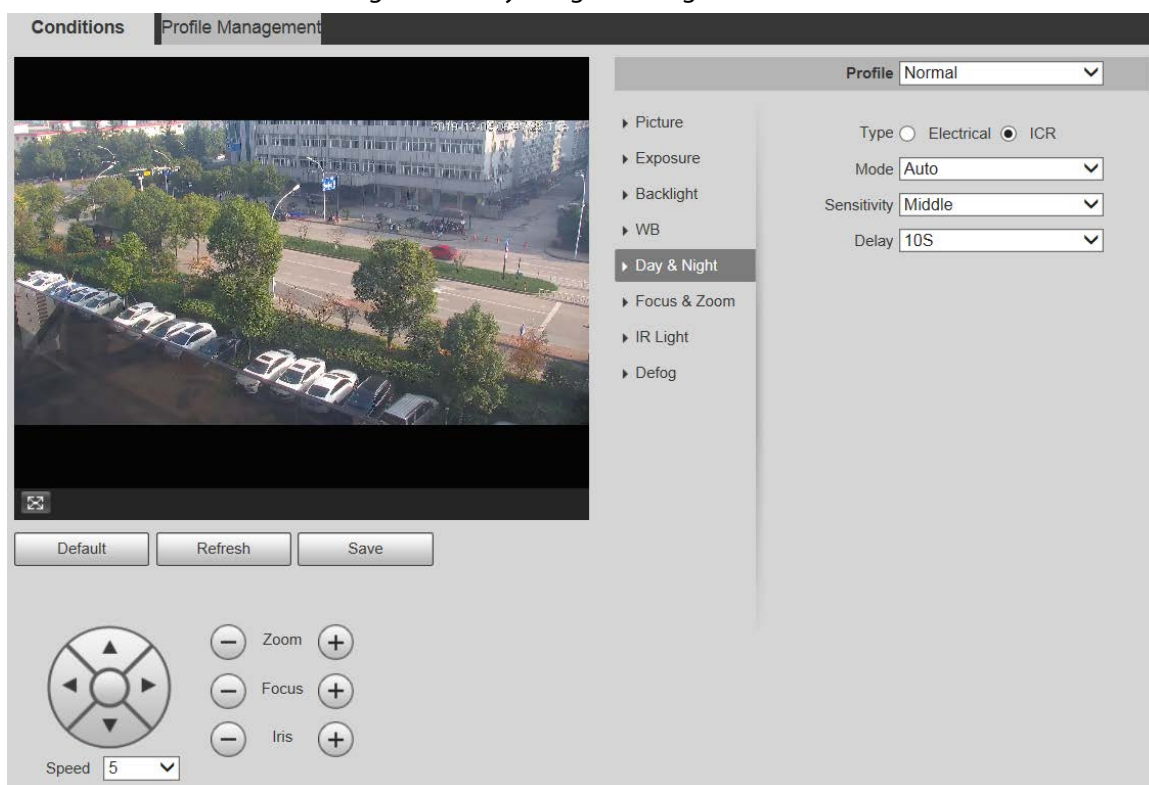 Conditions Profile Management
Profile Normal
Picture
Exposure
Backlight
WB
Day & Night
Focus & Zoom
IR Light
Defog
Type Electrical ICR
Mode Auto
Sensitivity Middle
Delay 10S
Default Refresh Save
Zoom
Focus
Iris
Speed 5